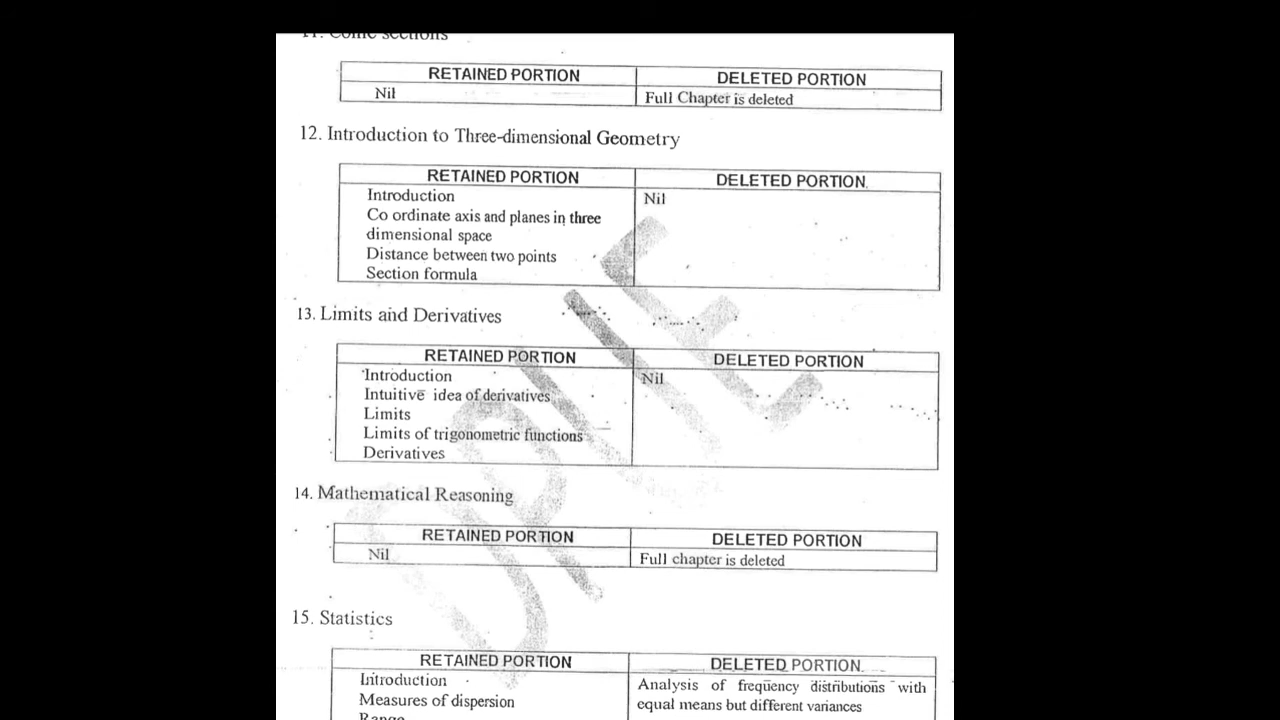 11. Conic sections
RETAINED PORTION DELETED PORTION
Nil Full Chapter is deleted
12. Introduction to Three-dimensional Geometry
RETAINED PORTION DELETED PORTION
Introduction Nil
Co ordinate axis and planes in three
dimensional space
Distance between two points
Section formula
13. Limits and Derivatives
RETAINED PORTION DELETED PORTION
Introduction Nil
Intuitive idea of derivatives
Limits
Limits of trigonometric functions
Derivatives
14. Mathematical Reasoning
RETAINED PORTION DELETED PORTION
Nil Full chapter is deleted
15. Statistics
RETAINED PORTION DELETED PORTION
Introduction Analysis of frequency distributions with
Measures of dispersion equal means but different variances
Range